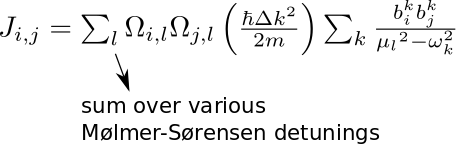 J_{i,j} = \sum_l \Omega_{i,l}\Omega_{j,l} \left( \frac{\hbar\Delta k^2}{2m} \right) \sum_k \frac{b_i^k b_j^k}{{\mu_l}^2 - \omega_k^2}
sum over various
Mølmer-Sørensen detunings